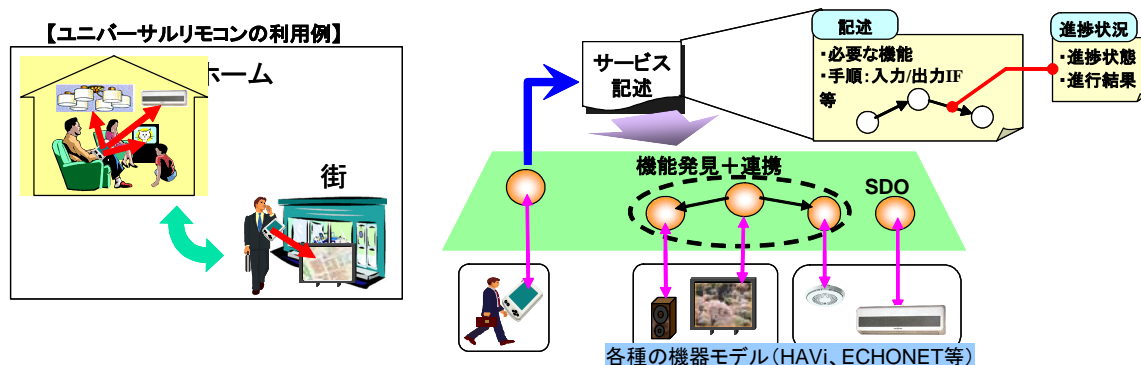 【ユニバーサルリモコンの利用例】
ホーム
街
サービス
記述
記述
・必要な機能
・手順：入力/出力IF
等
進捗状況
・進捗状態
・進行結果
機能発見＋連携
SDO
各種の機器モデル（HAVi、ECHONET等）